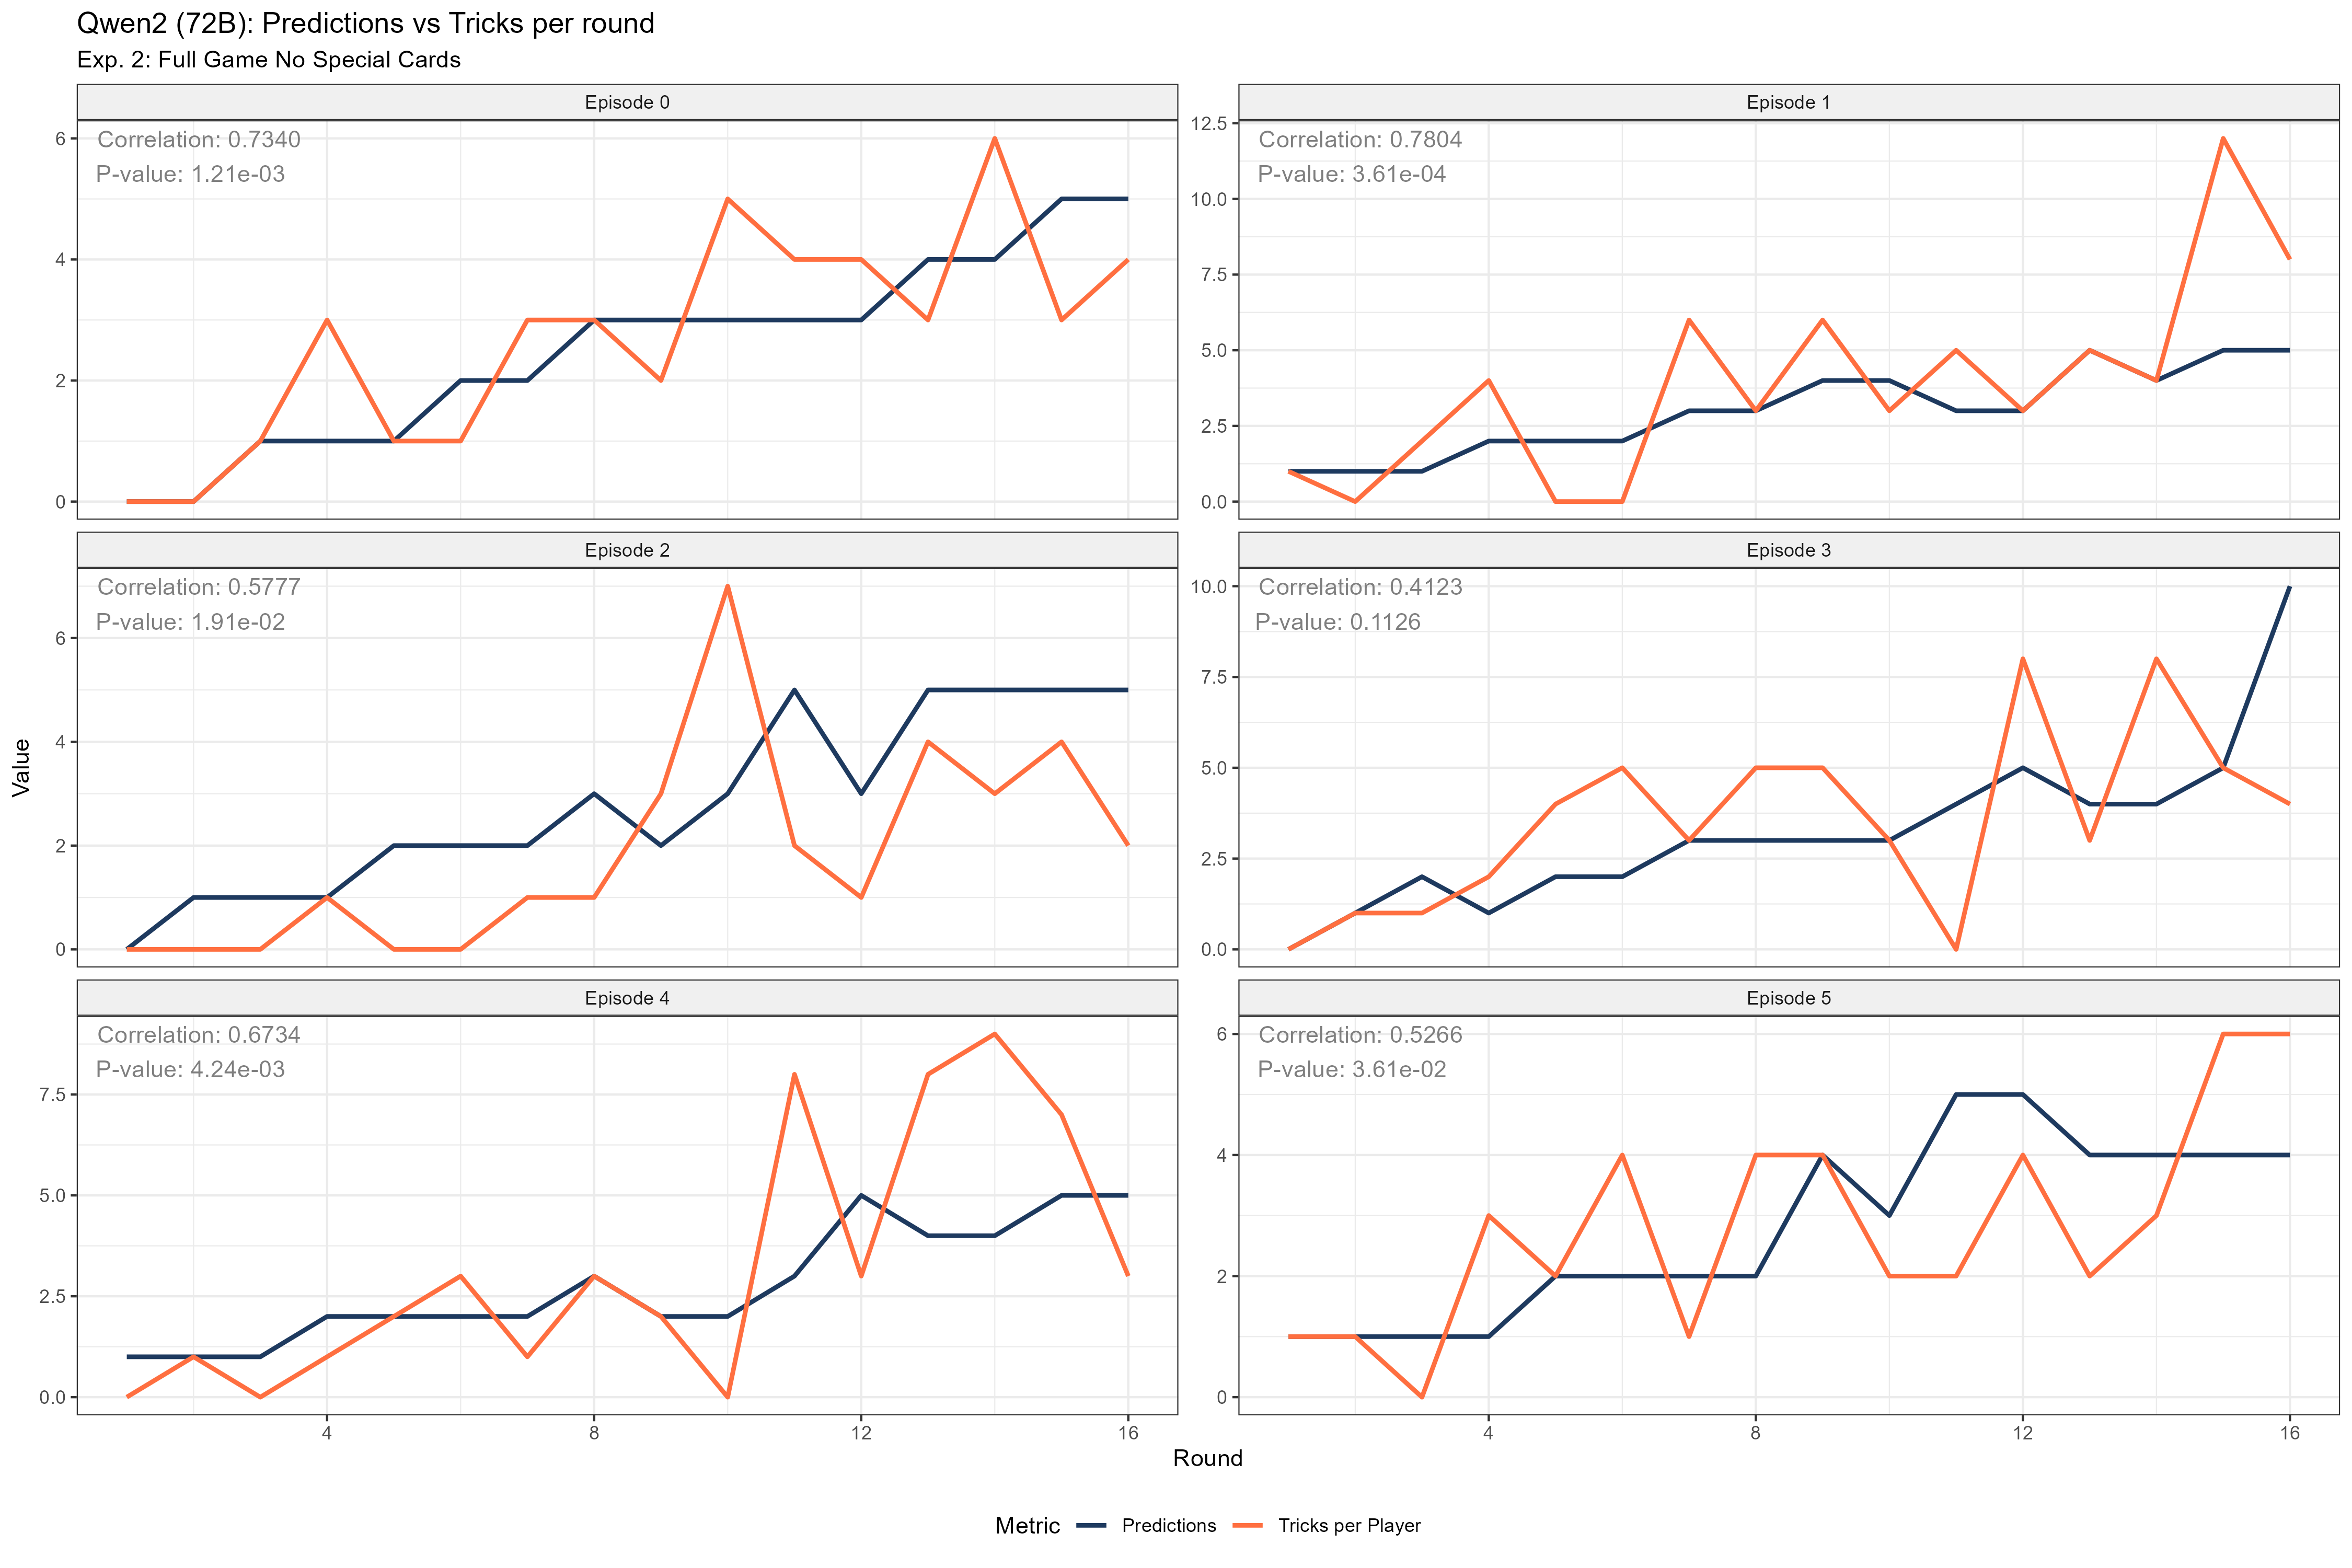 Qwen2 (72B): Predictions vs Tricks per round
Exp. 2: Full Game No Special Cards
Episode 0
Correlation: 0.7340
P-value: 1.21e-03
6
4
2
0
Episode 1
Correlation: 0.7804
P-value: 3.61e-04
12.5
10.0
7.5
5.0
2.5
0.0
Episode 2
Correlation: 0.5777
P-value: 1.91e-02
6
4
2
0
Episode 3
Correlation: 0.4123
P-value: 0.1126
10.0
7.5
5.0
2.5
0.0
Episode 4
Correlation: 0.6734
P-value: 4.24e-03
7.5
5.0
2.5
0.0
4 8 12 16
Episode 5
Correlation: 0.5266
P-value: 3.61e-02
6
4
2
0
4 8 12 16
Value
Round
Metric Predictions Tricks per Player